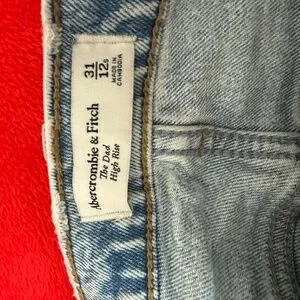 Abercrombie & Fitch
The Dad
High Rise
31
12S
MADE IN
CAMBODIA